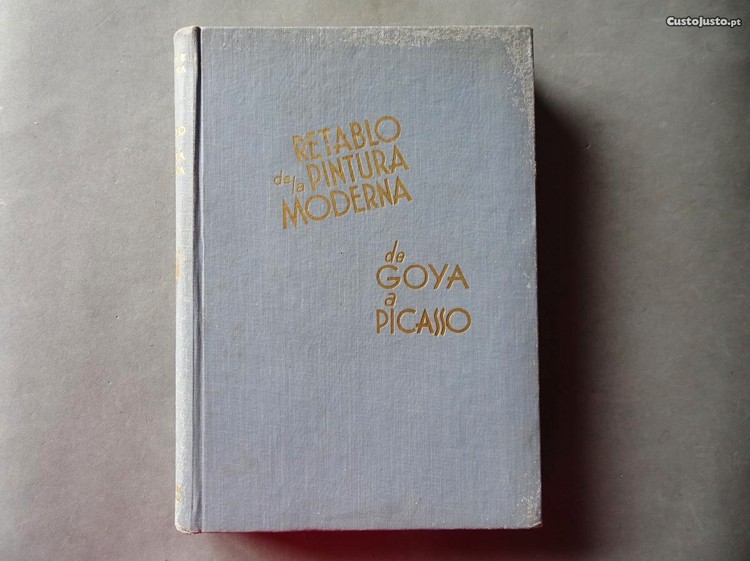 CustoJusto.pt
RETABLO
de la PINTURA
MODERNA
de
GOYA
a
PICASSO